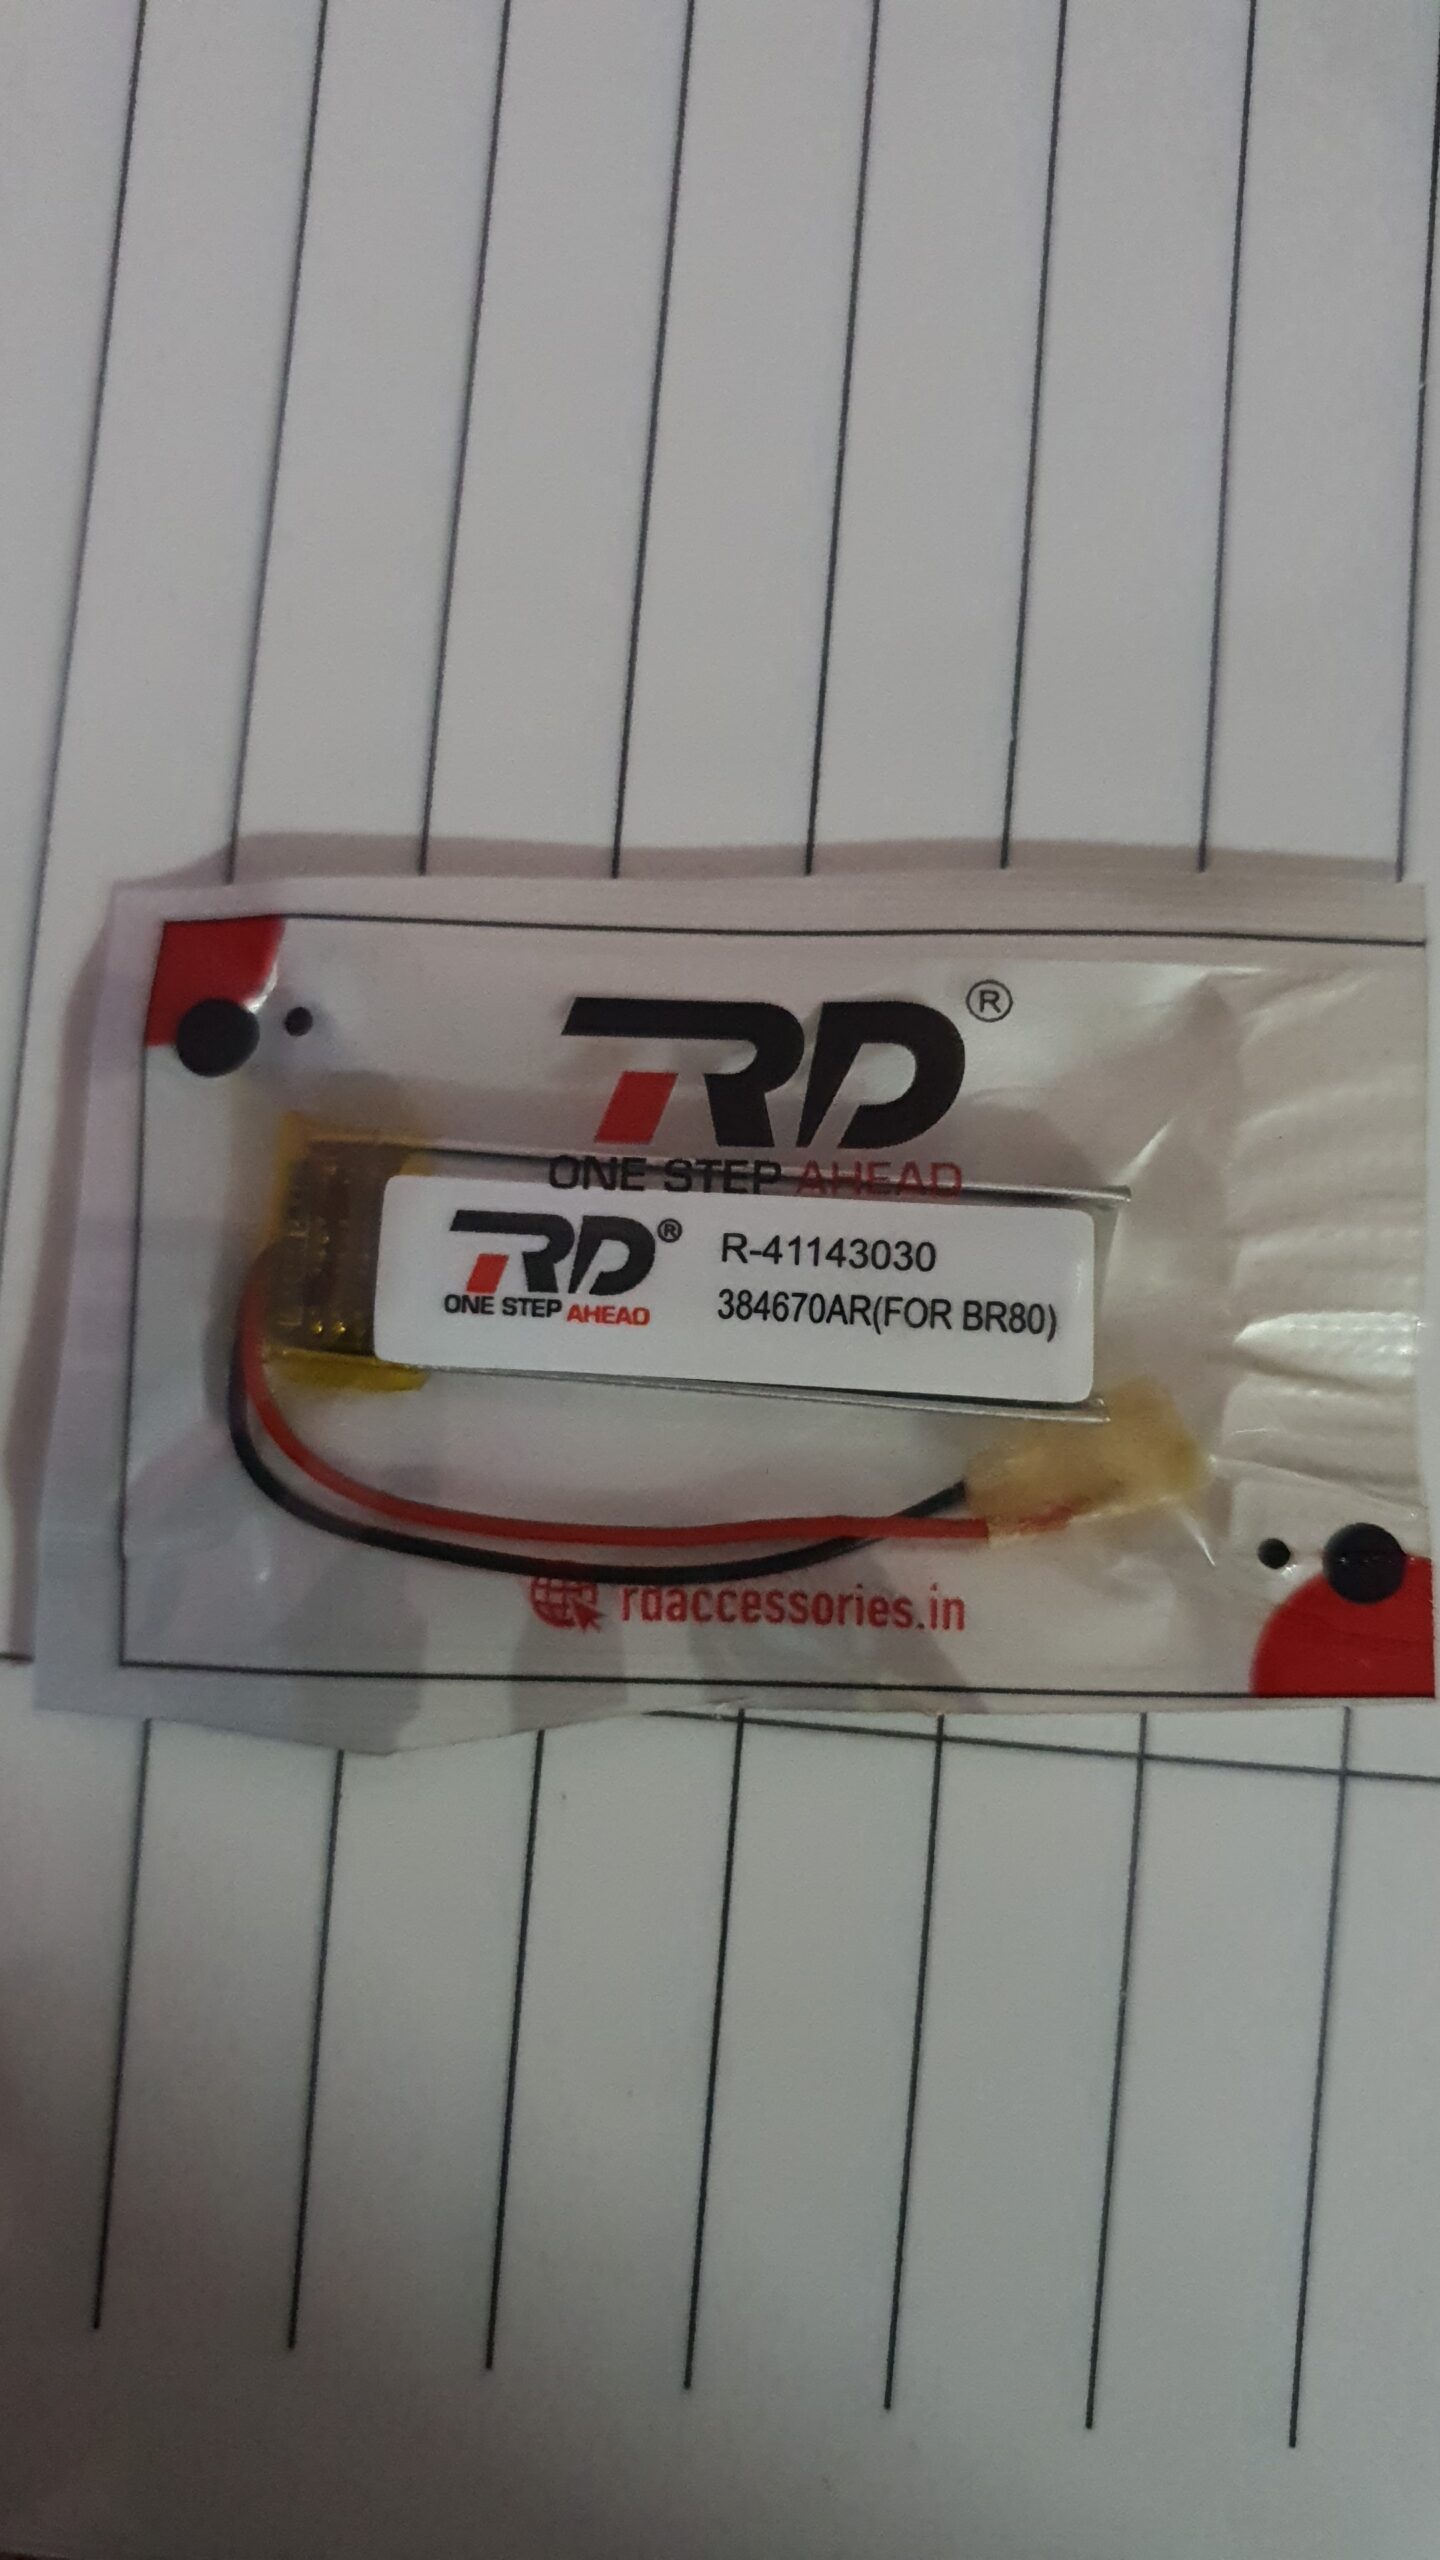 RD®
ONE STEP AHEAD
RD®
ONE STEP AHEAD
R-41143030
384670AR(FOR BR80)
rdaccessories.in